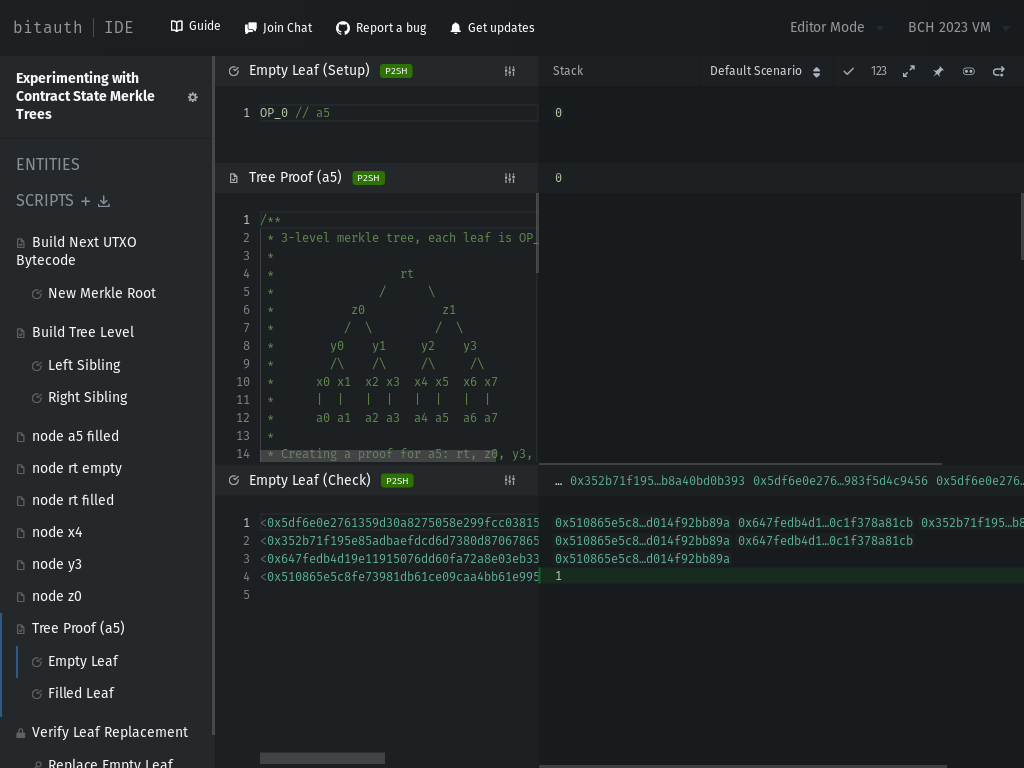 bitauth | IDE
Guide
Join Chat
Report a bug
Get updates
Editor Mode
BCH 2023 VM
Experimenting with
Contract State Merkle
Trees
ENTITIES
SCRIPTS +
Build Next UTXO
Bytecode
New Merkle Root
Build Tree Level
Left Sibling
Right Sibling
node a5 filled
node rt empty
node rt filled
node x4
node y3
node z0
Tree Proof (a5)
Empty Leaf
Filled Leaf
Verify Leaf Replacement
Replace Empty Leaf
Empty Leaf (Setup) P2SH
Stack
Default Scenario
123
1 OP_0 // a5
0
Tree Proof (a5) P2SH
0
1 /**
2 * 3-level merkle tree, each leaf is OP_
3 *
4 * rt
5 * / \
6 * z0 z1
7 * / \ / \
8 * y0 y1 y2 y3
9 * /\ /\ /\ /\
10 * x0 x1 x2 x3 x4 x5 x6 x7
11 * | | | | | | | |
12 * a0 a1 a2 a3 a4 a5 a6 a7
13 *
14 * Creating a proof for a5: rt, z0, y3,
Empty Leaf (Check) P2SH
… 0x352b71f195…b8a40bd0b393 0x5df6e0e276…983f5d4c9456 0x5df6e0e276…
1 <0x5df6e0e2761359d30a8275058e299fcc03815
0x510865e5c8…d014f92bb89a 0x647fedb4d1…0c1f378a81cb 0x352b71f195…b8
2 <0x352b71f195e85adbaefdcd6d7380d87067865
0x510865e5c8…d014f92bb89a 0x647fedb4d1…0c1f378a81cb
3 <0x647fedb4d19e11915076dd60fa72a8e03eb33
0x510865e5c8…d014f92bb89a
4 <0x510865e5c8fe73981db61ce09caa4bb61e995
1
5